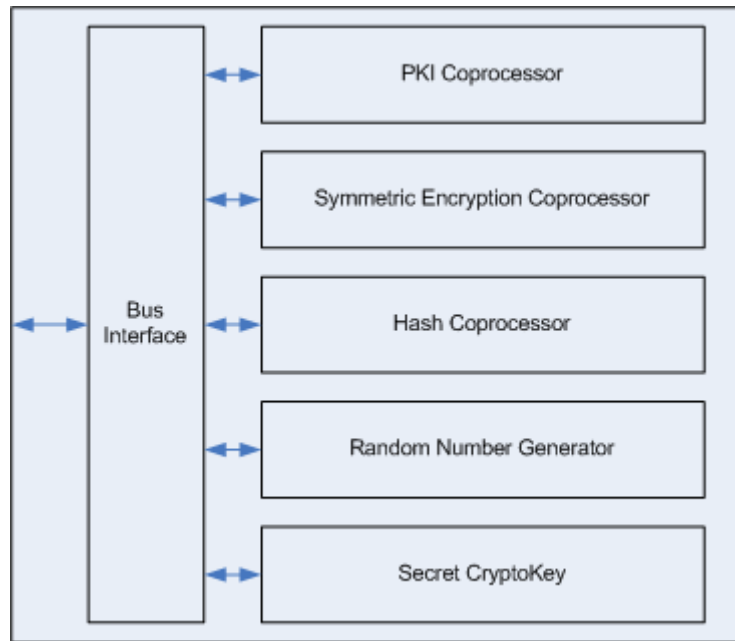 PKI Coprocessor
Symmetric Encryption Coprocessor
Bus
Interface
Hash Coprocessor
Random Number Generator
Secret CryptoKey